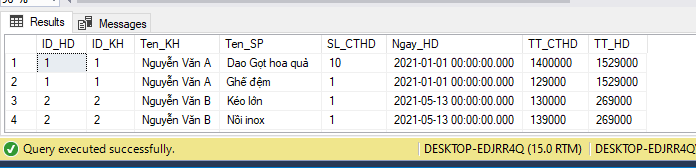 Results Messages
ID_HD ID_KH Ten_KH Ten_SP SL_CTHD Ngay_HD TT_CTHD TT_HD
1 1 1 Nguyễn Văn A Dao Gọt hoa quả 10 2021-01-01 00:00:00.000 1400000 1529000
2 1 1 Nguyễn Văn A Ghế đệm 1 2021-01-01 00:00:00.000 129000 1529000
3 2 2 Nguyễn Văn B Kéo lớn 1 2021-05-13 00:00:00.000 130000 269000
4 2 2 Nguyễn Văn B Nồi inox 1 2021-05-13 00:00:00.000 139000 269000
Query executed successfully. DESKTOP-EDJRR4Q (15.0 RTM) DESKTOP-EDJRR4Q